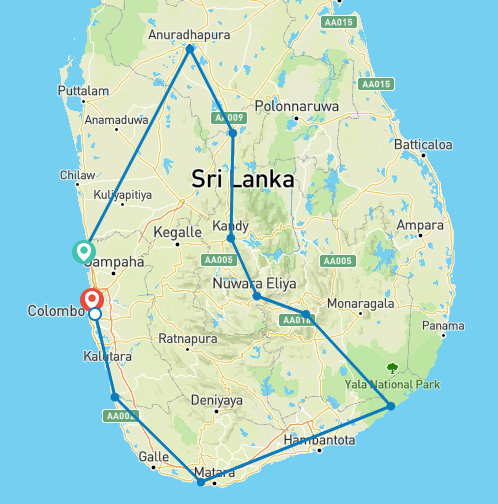 AA015
Anuradhapura
AA015
Puttalam
AA009
Polonnaruwa
Anamaduwa
Batticaloa
Chilaw
Sri Lanka
Kuliyapitiya
Kandy
Ampara
Kegalle
AA005
AA005
Gampaha
Nuwara Eliya
Colombo
Monaragala
AA016
Panama
Ratnapura
Kalutara
Yala National Park
Deniyaya
AA002
Hambantota
Galle
Matara